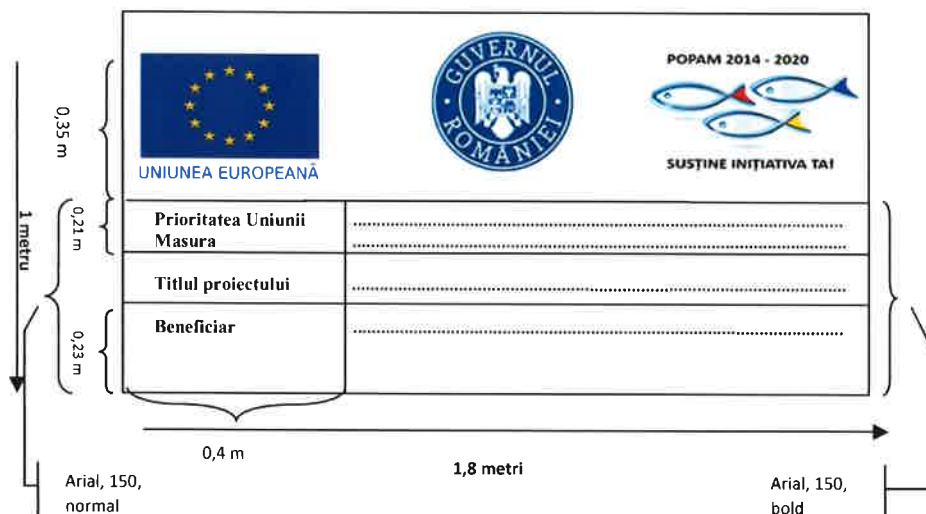 POPAM 2014 - 2020
GUVERNUL ROMÂNIEI
UNIUNEA EUROPEANĂ
SUSȚINE INIȚIATIVA TA!
0,35 m
1 metru
0,21 m
Prioritatea Uniunii
Masura
Titlul proiectului
Beneficiar
0,23 m
0,4 m
1,8 metri
Arial, 150,
normal
Arial, 150,
bold